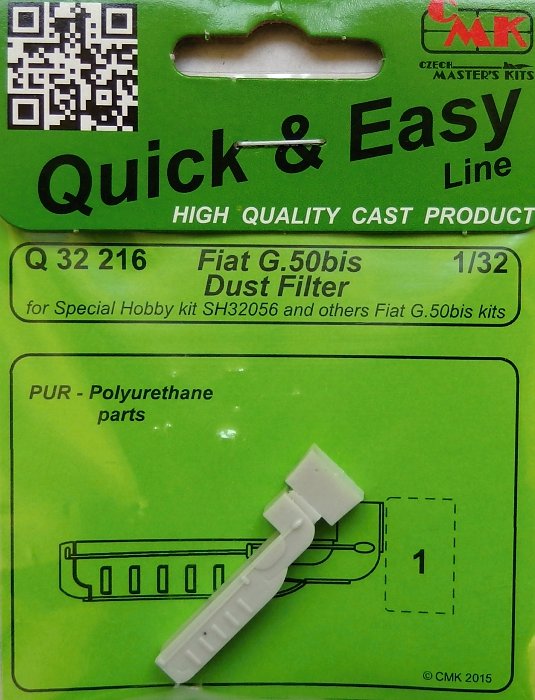 CMK
CZECH
MASTER'S KITS
Quick & Easy
Line
HIGH QUALITY CAST PRODUCT
Q 32 216 Fiat G.50bis 1/32
Dust Filter
for Special Hobby kit SH32056 and others Fiat G.50bis kits
PUR - Polyurethane
parts
1
© CMK 2015